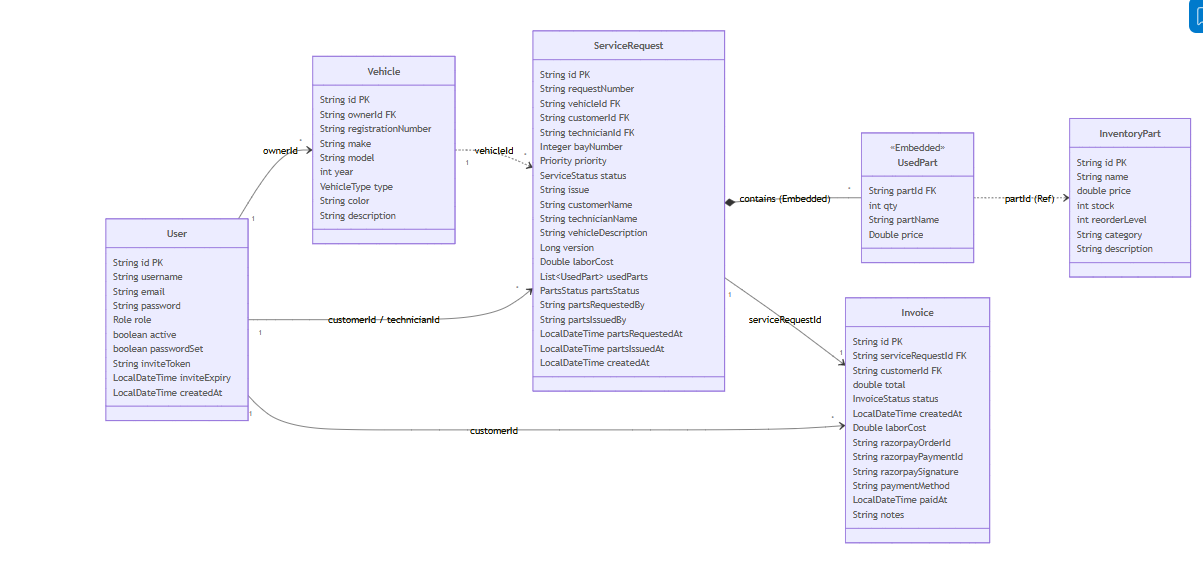 Vehicle
String id PK
String ownerId FK
String registrationNumber
String make
String model
int year
VehicleType type
String color
String description
ServiceRequest
String id PK
String requestNumber
String vehicleId FK
String customerId FK
String technicianId FK
Integer bayNumber
Priority priority
ServiceStatus status
String issue
String customerName
String technicianName
String vehicleDescription
Long version
Double laborCost
List<UsedPart> usedParts
PartsStatus partsStatus
String partsRequestedBy
String partsIssuedBy
LocalDateTime partsRequestedAt
LocalDateTime partsIssuedAt
LocalDateTime createdAt
«Embedded»
UsedPart
String partId FK
int qty
String partName
Double price
InventoryPart
String id PK
String name
double price
int stock
int reorderLevel
String category
String description
User
String id PK
String username
String email
String password
Role role
boolean active
boolean passwordSet
String inviteToken
LocalDateTime inviteExpiry
LocalDateTime createdAt
Invoice
String id PK
String serviceRequestId FK
String customerId FK
double total
InvoiceStatus status
LocalDateTime createdAt
Double laborCost
String razorpayOrderId
String razorpayPaymentId
String razorpaySignature
String paymentMethod
LocalDateTime paidAt
String notes
ownerId
*
1
vehicleId
*
1
customerId / technicianId
*
1
customerId
*
1
contains (Embedded)
*
partId (Ref)
serviceRequestId
1
1